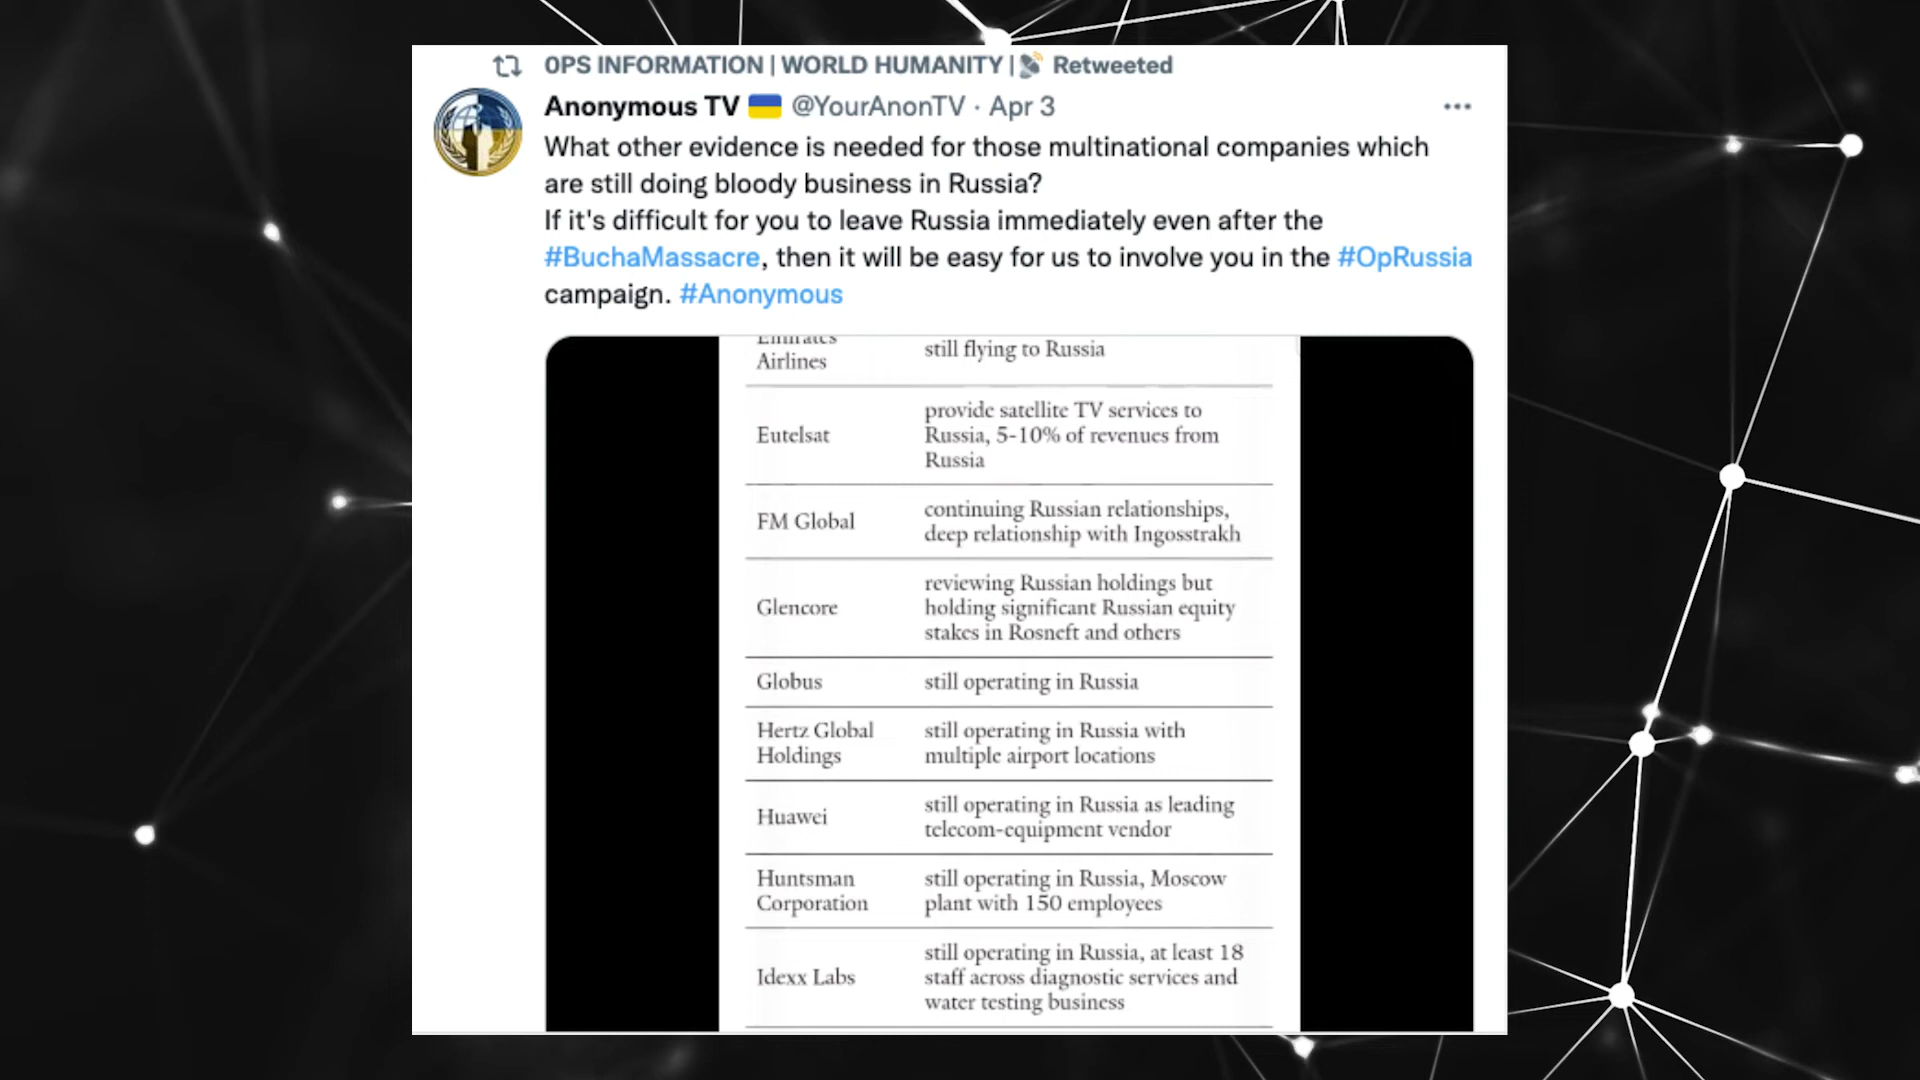 OPS INFORMATION | WORLD HUMANITY | Retweeted
Anonymous TV @YourAnonTV · Apr 3
What other evidence is needed for those multinational companies which
are still doing bloody business in Russia?
If it's difficult for you to leave Russia immediately even after the
#BuchaMassacre, then it will be easy for us to involve you in the #OpRussia
campaign. #Anonymous
Emirates
Airlines
still flying to Russia
Eutelsat
provide satellite TV services to
Russia, 5-10% of revenues from
Russia
FM Global
continuing Russian relationships,
deep relationship with Ingosstrakh
Glencore
reviewing Russian holdings but
holding significant Russian equity
stakes in Rosneft and others
Globus
still operating in Russia
Hertz Global
Holdings
still operating in Russia with
multiple airport locations
Huawei
still operating in Russia as leading
telecom-equipment vendor
Huntsman
Corporation
still operating in Russia, Moscow
plant with 150 employees
Idexx Labs
still operating in Russia, at least 18
staff across diagnostic services and
water testing business